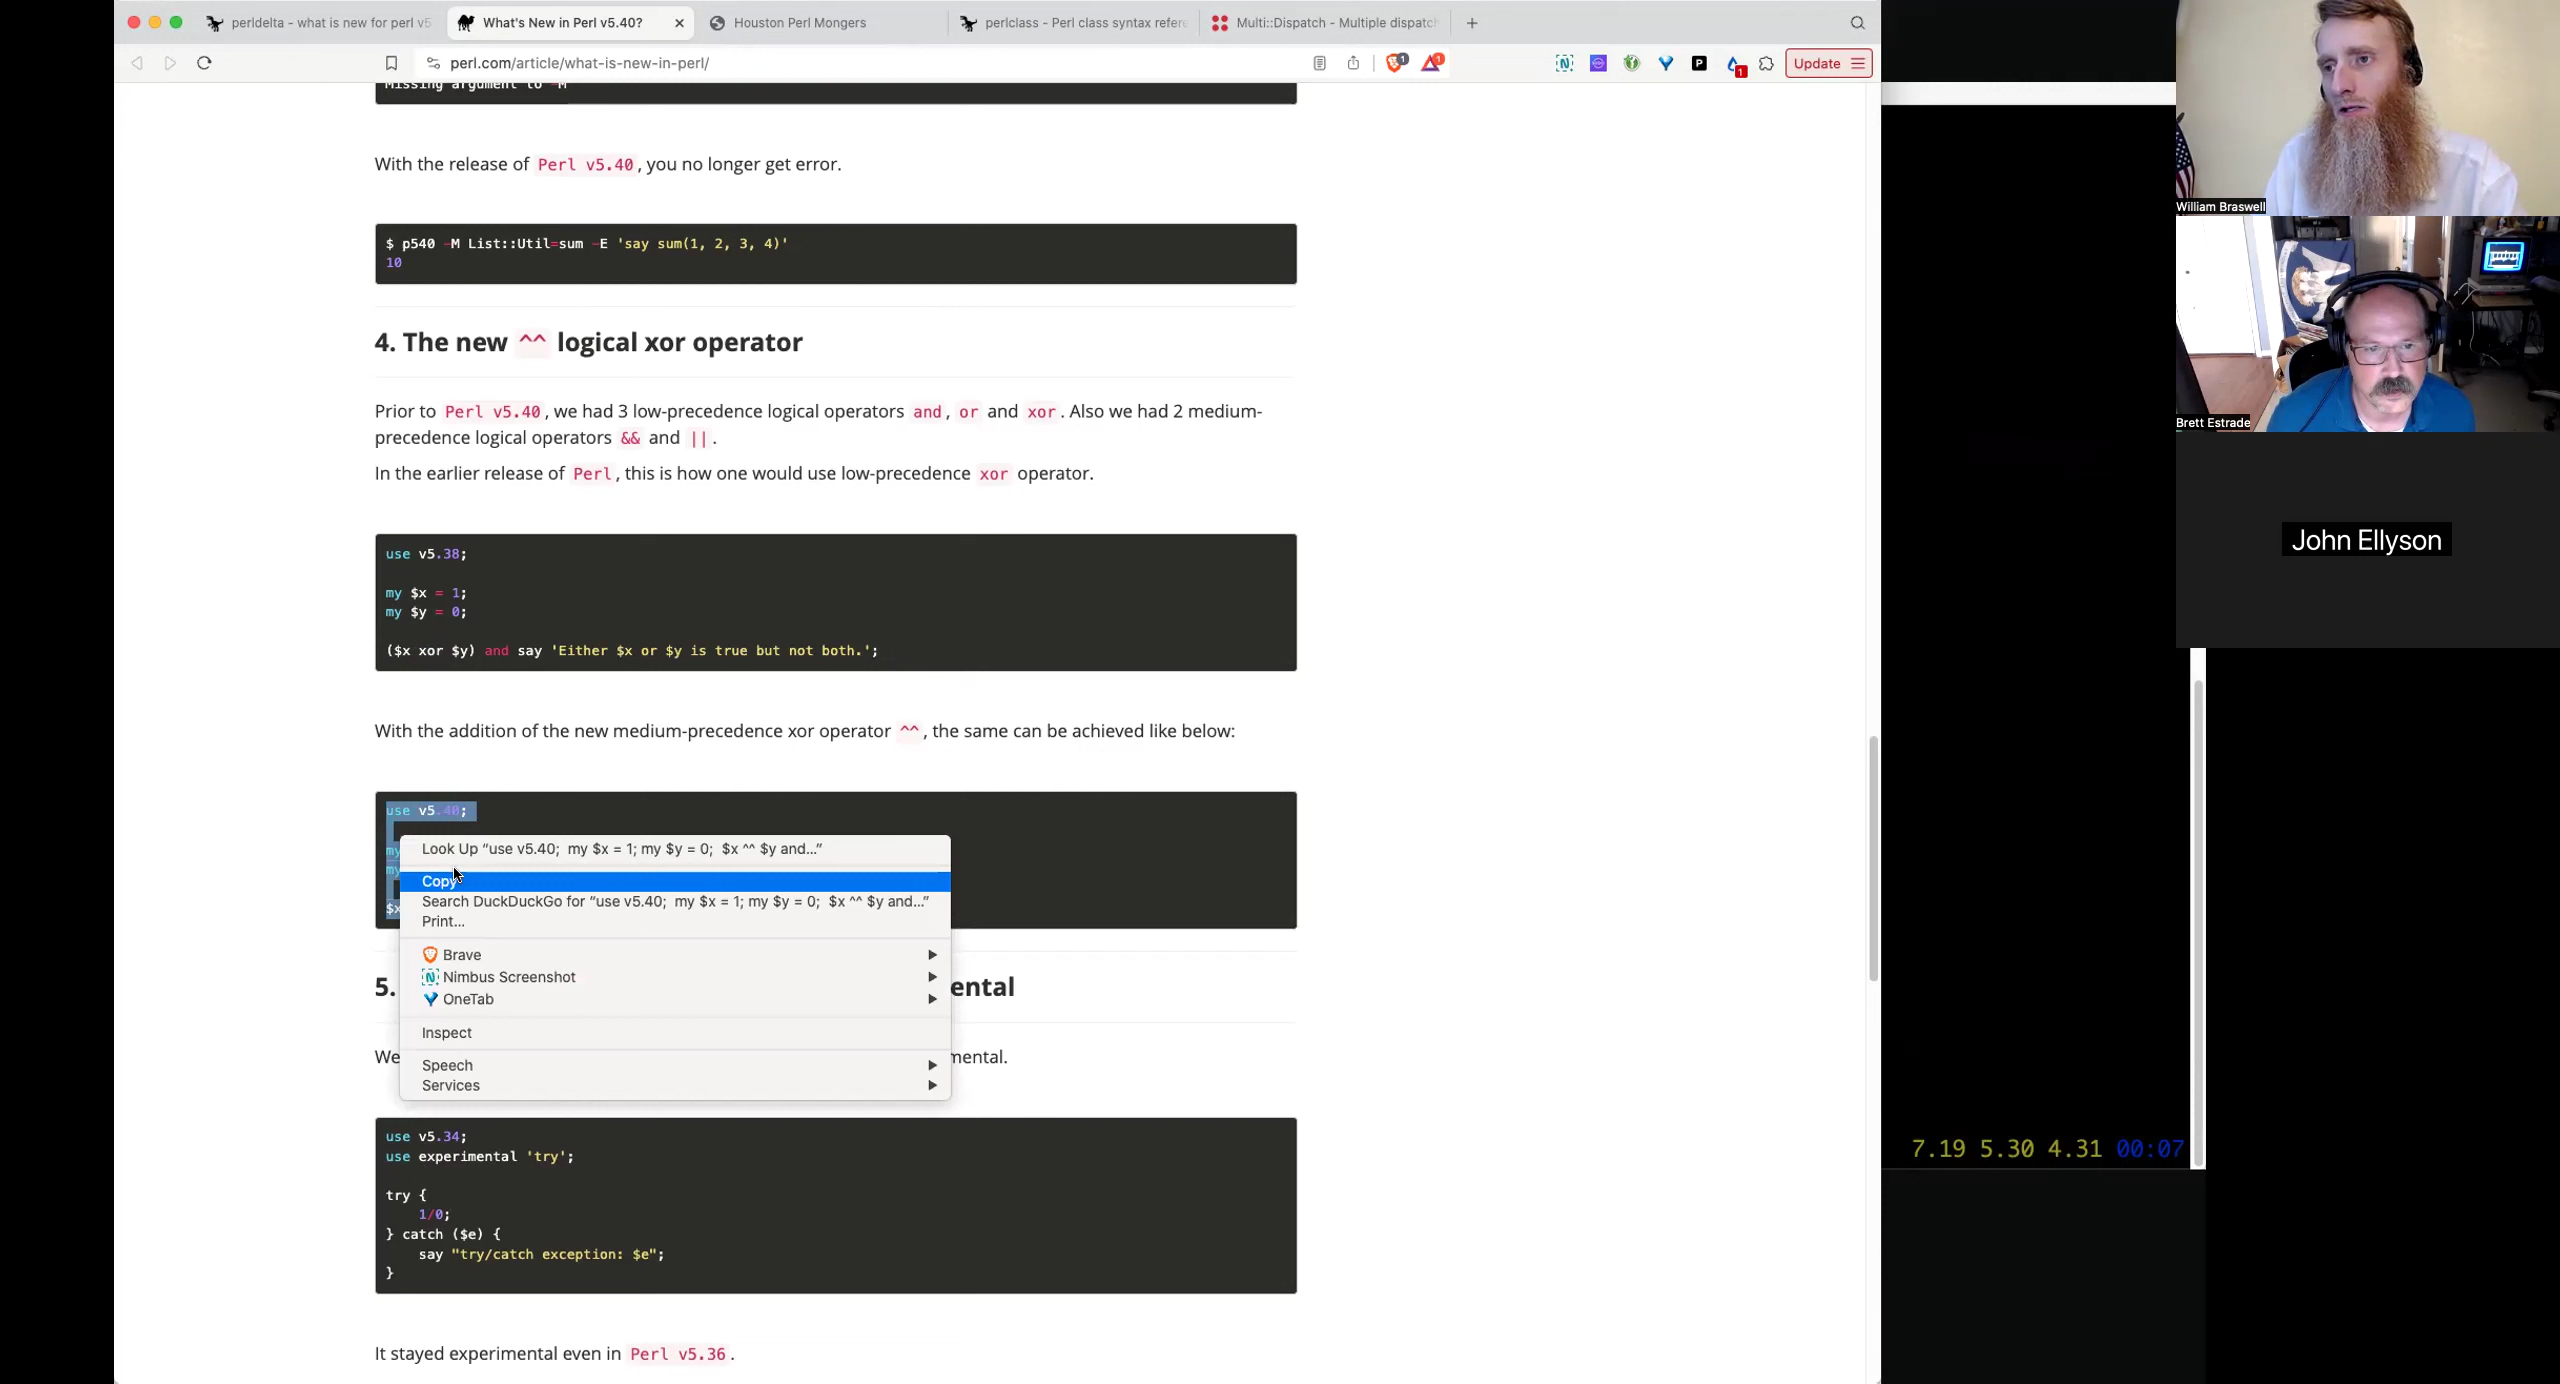 perldelta - what is new for perl v5
What's New in Perl v5.40?
Houston Perl Mongers
perlclass - Perl class syntax refere
Multi::Dispatch - Multiple dispatch
perl.com/article/what-is-new-in-perl/
1
1
P
1
Update
Missing argument to -M
With the release of Perl v5.40, you no longer get error.
$ p540 -M List::Util=sum -E 'say sum(1, 2, 3, 4)'
10
4. The new ^^ logical xor operator
Prior to Perl v5.40, we had 3 low-precedence logical operators and, or and xor. Also we had 2 medium-
precedence logical operators && and ||.
In the earlier release of Perl, this is how one would use low-precedence xor operator.
use v5.38;
my $x = 1;
my $y = 0;
($x xor $y) and say 'Either $x or $y is true but not both.';
With the addition of the new medium-precedence xor operator ^^, the same can be achieved like below:
use v5.40;
my
my
$x
Look Up “use v5.40;  my $x = 1; my $y = 0;  $x ^^ $y and...”
Copy
Search DuckDuckGo for “use v5.40;  my $x = 1; my $y = 0;  $x ^^ $y and...”
Print...
Brave
Nimbus Screenshot
OneTab
Inspect
Speech
Services
5.
ental
We
mental.
use v5.34;
use experimental 'try';
try {
1/0;
} catch ($e) {
say "try/catch exception: $e";
}
It stayed experimental even in Perl v5.36.
William Braswell
Brett Estrade
John Ellyson
7.19 5.30 4.31 00:07